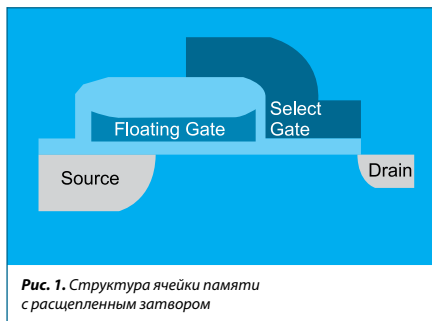 Select
Floating Gate Gate
Source
Drain
Рис. 1. Структура ячейки памяти
с расщепленным затвором